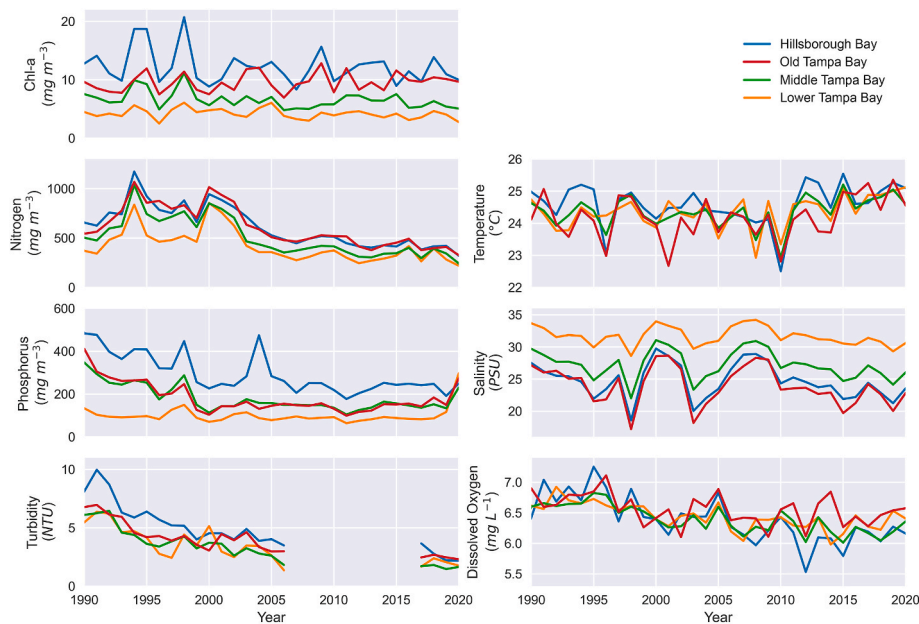 Chl-a
(mg m⁻³)
20
10
0
Hillsborough Bay
Old Tampa Bay
Middle Tampa Bay
Lower Tampa Bay
Nitrogen
(mg m⁻³)
1000
500
0
Temperature
(°C)
26
25
24
23
22
Phosphorus
(mg m⁻³)
600
400
200
0
Salinity
(PSU)
35
30
25
20
Turbidity
(NTU)
10
5
0
1990 1995 2000 2005 2010 2015 2020
Year
Dissolved Oxygen
(mg L⁻¹)
7.0
6.5
6.0
5.5
1990 1995 2000 2005 2010 2015 2020
Year